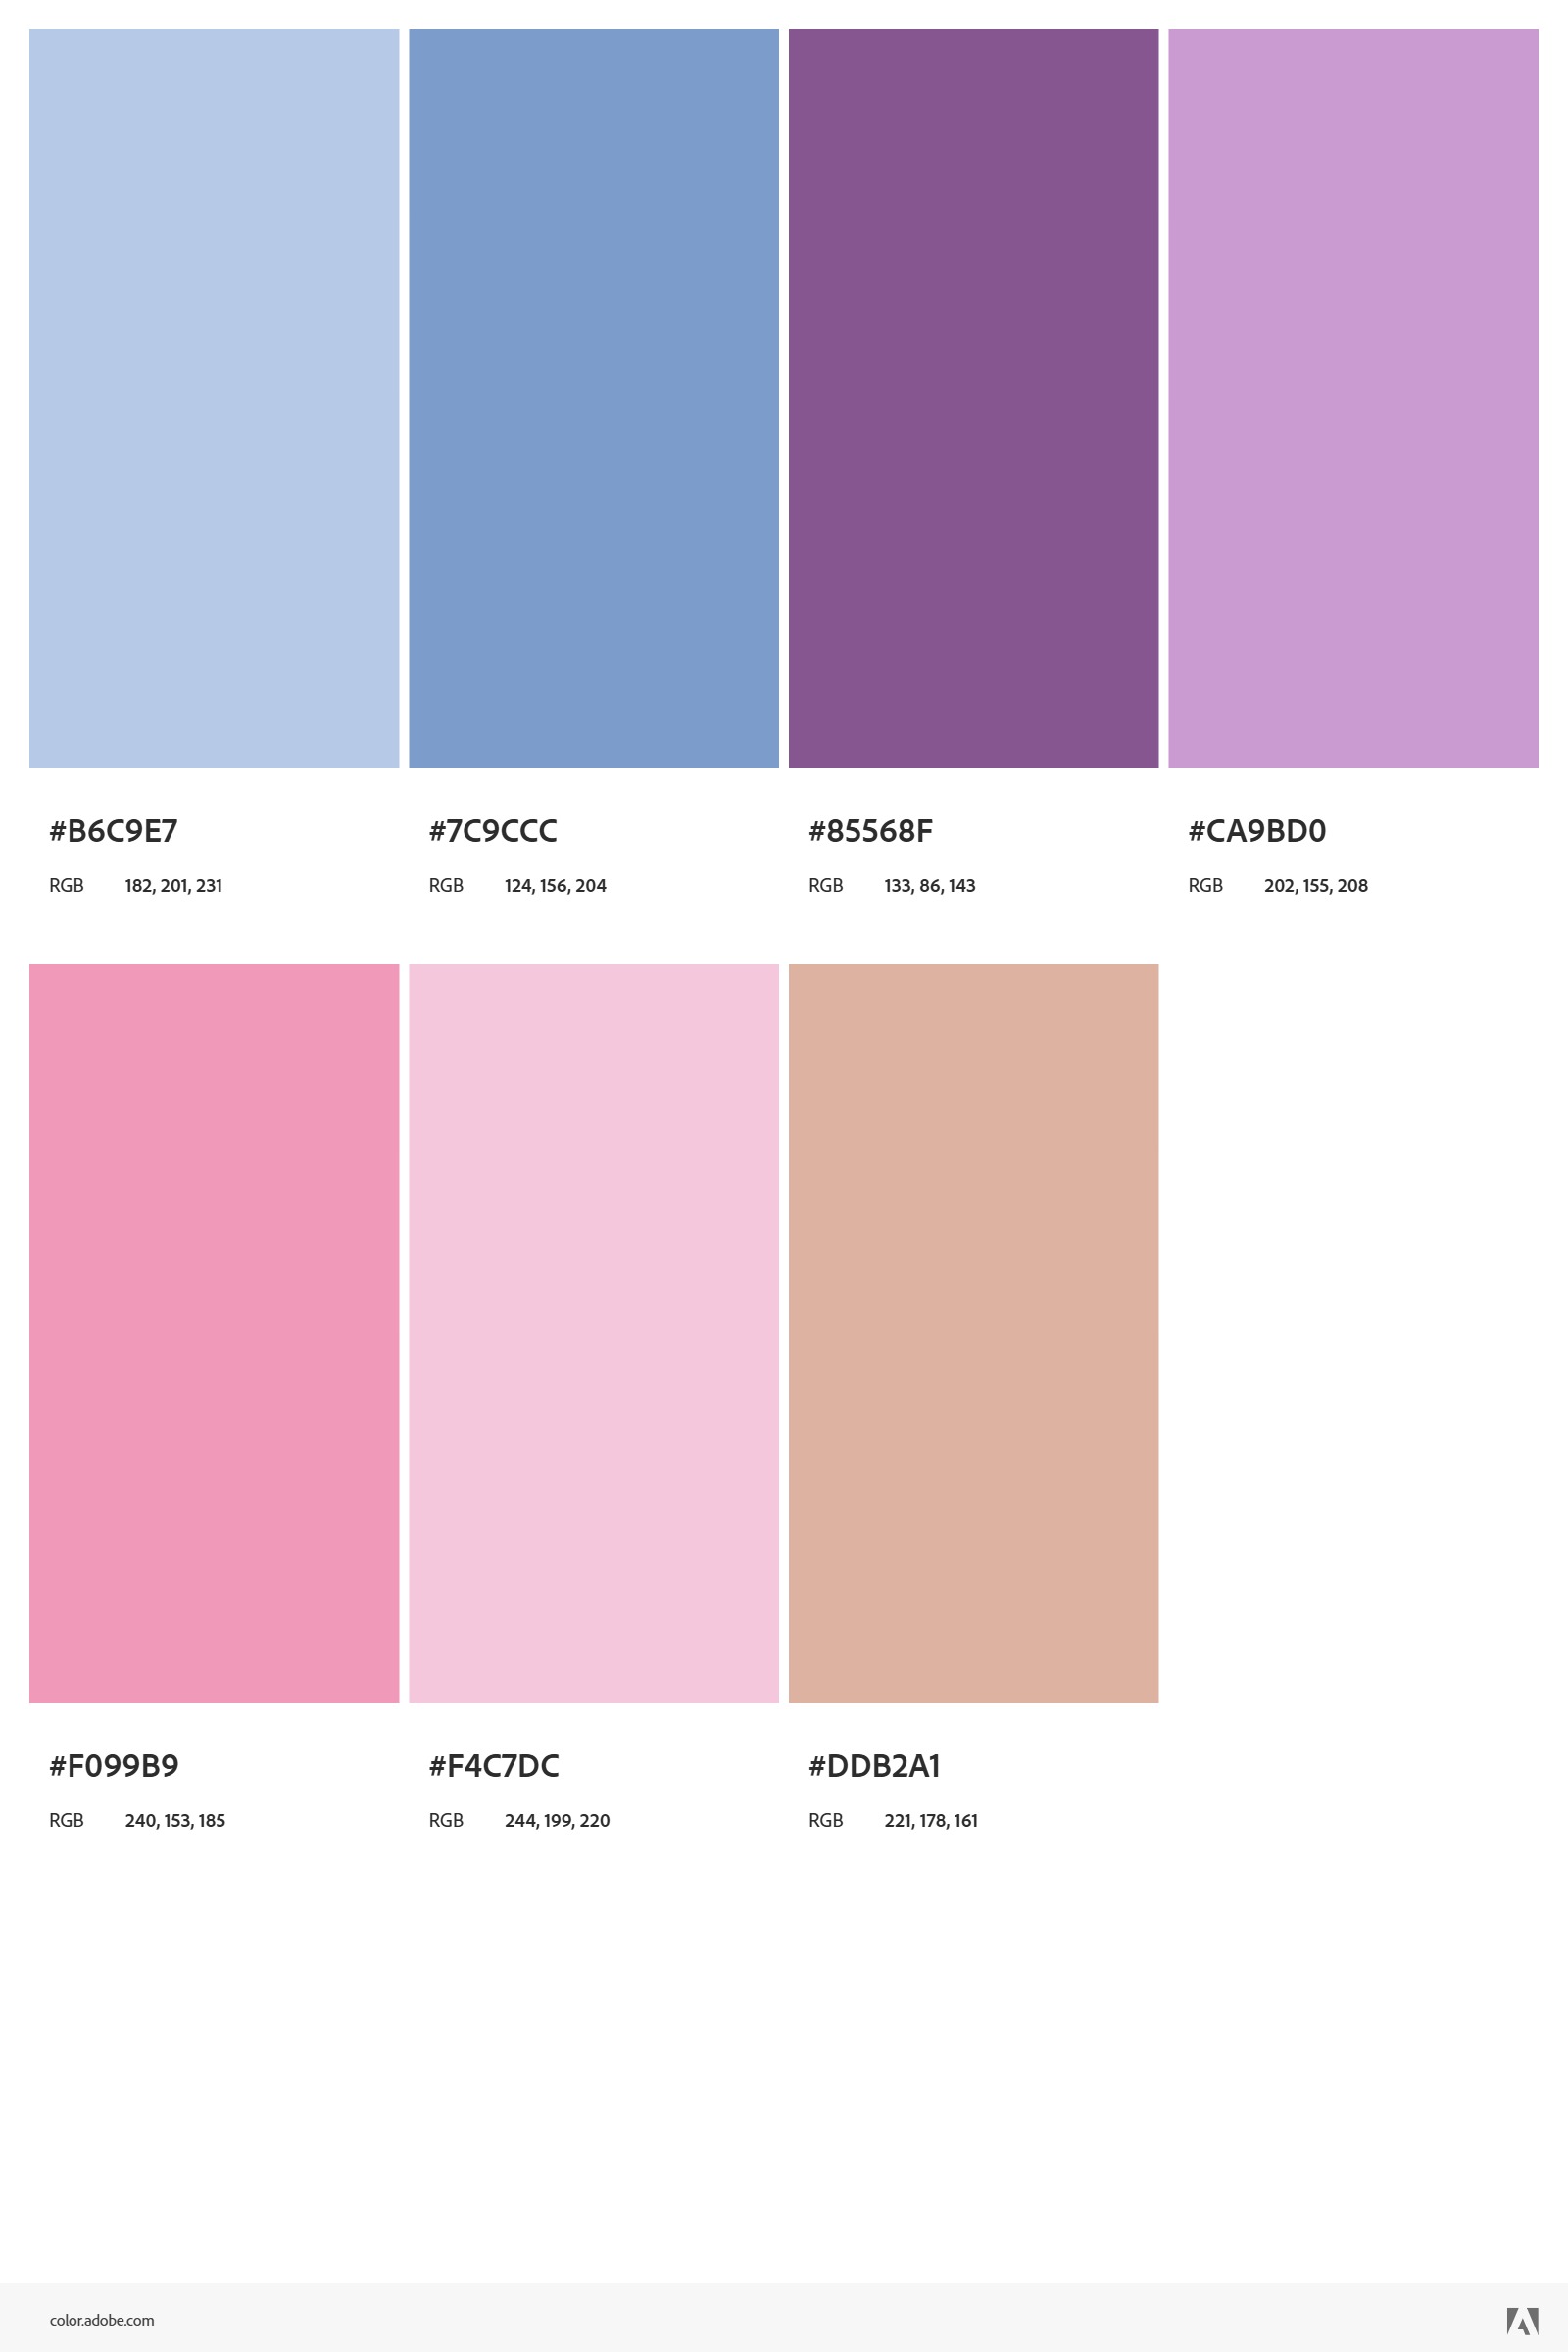 #B6C9E7 #7C9CCC #85568F #CA9BD0
RGB 182, 201, 231 RGB 124, 156, 204 RGB 133, 86, 143 RGB 202, 155, 208
#F099B9 #F4C7DC #DDB2A1
RGB 240, 153, 185 RGB 244, 199, 220 RGB 221, 178, 161
color.adobe.com